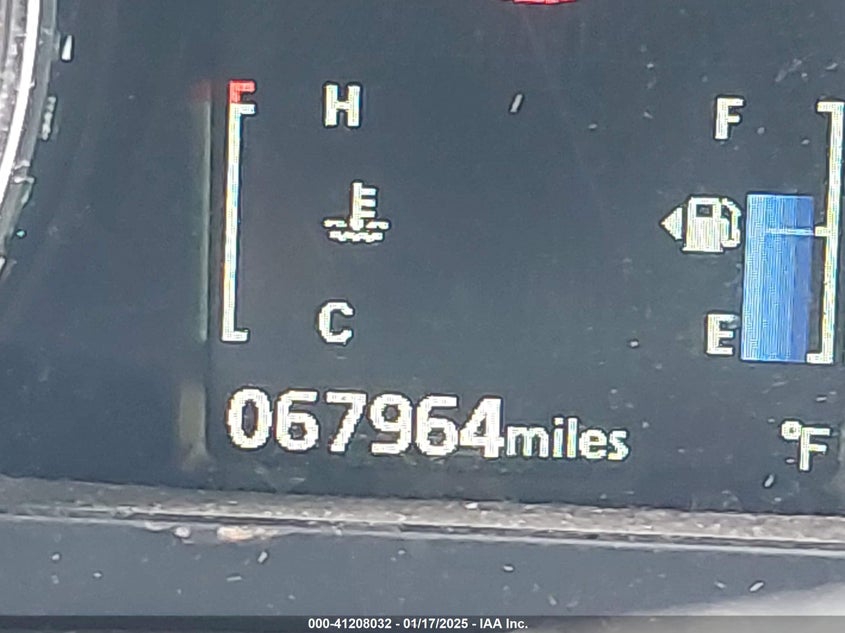 H F
C E
067964miles °F
000-41208032 - 01/17/2025 - IAA Inc.